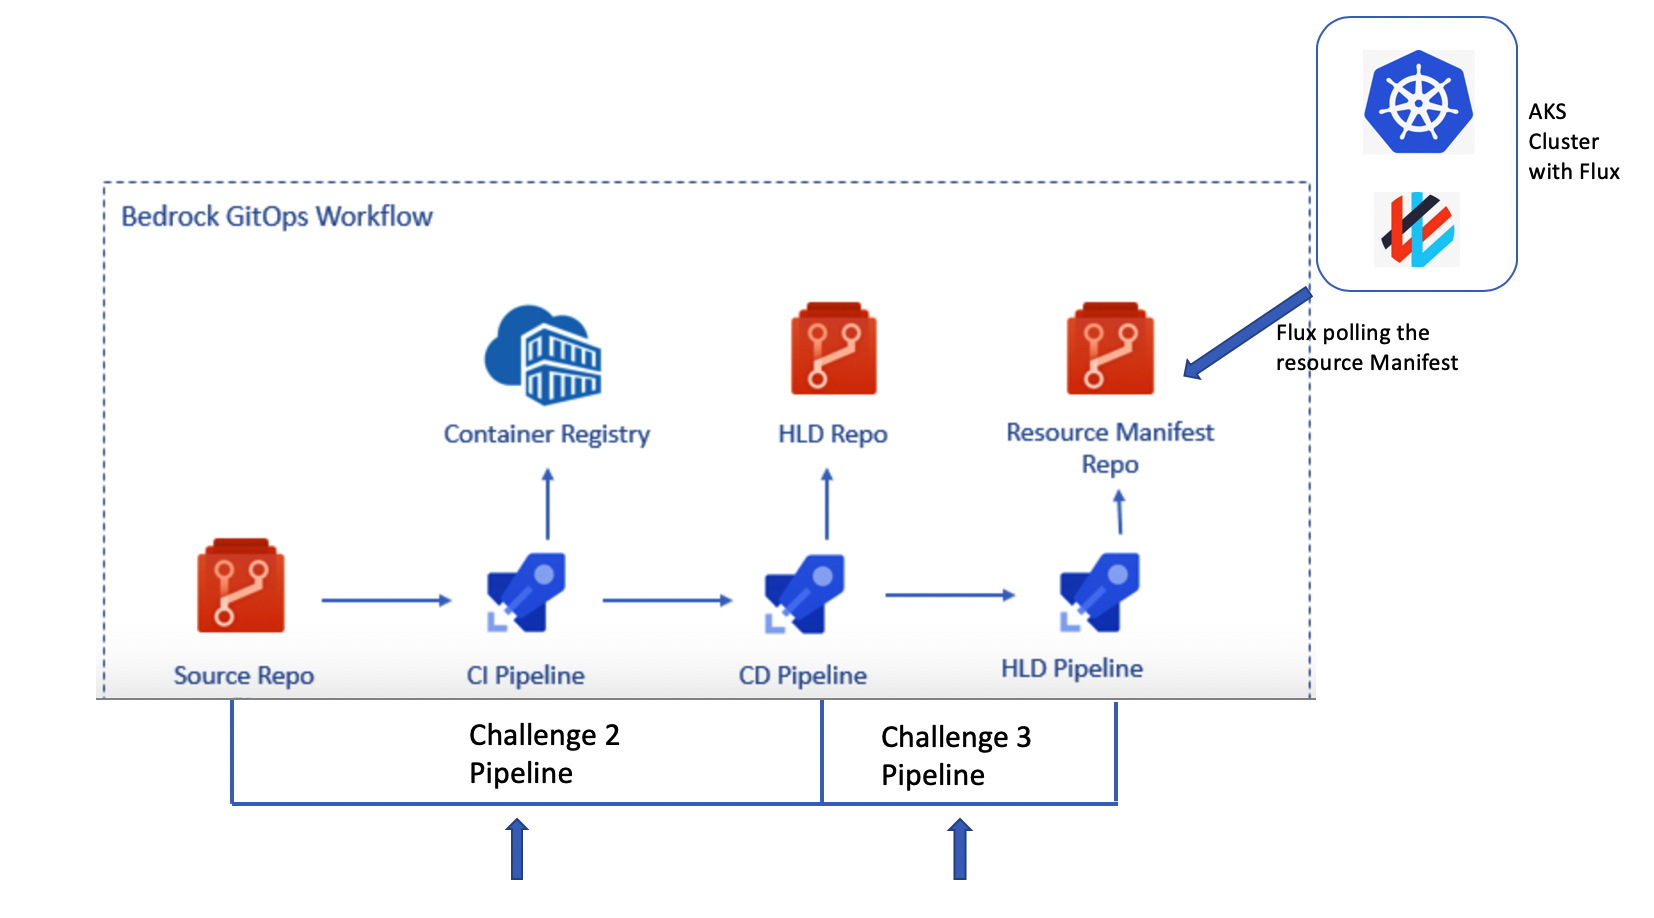 AKS
Cluster
with Flux
Bedrock GitOps Workflow
Flux polling the
resource Manifest
Container Registry
HLD Repo
Resource Manifest
Repo
Source Repo
CI Pipeline
CD Pipeline
HLD Pipeline
Challenge 2
Pipeline
Challenge 3
Pipeline